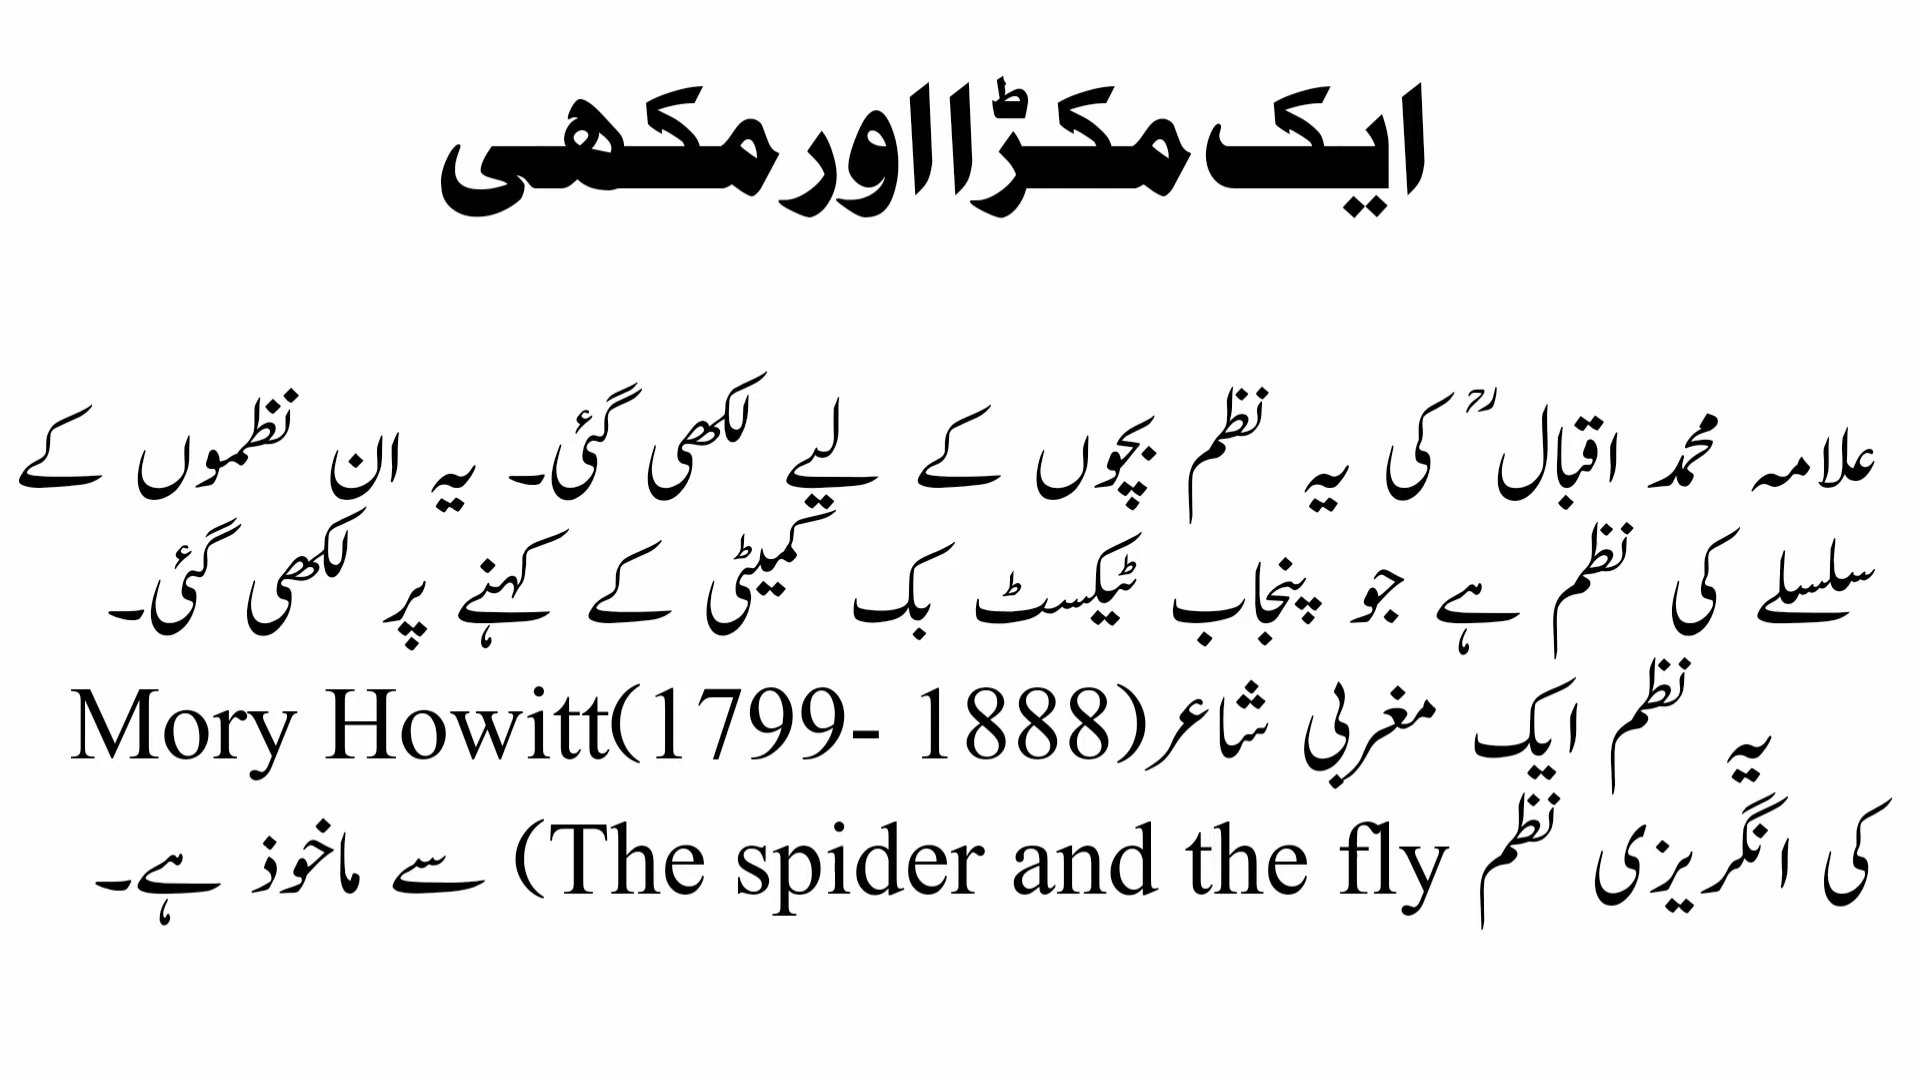 ایک مکڑا اور مکھی
علامہ محمد اقبالؒ کی یہ نظم بچوں کے لیے لکھی گئی۔ یہ ان نظموں کے
سلسلے کی نظم ہے جو پنجاب ٹیکسٹ بک کمیٹی کے کہنے پر لکھی گئی۔
یہ نظم ایک مغربی شاعر Mory Howitt(1799- 1888)
کی انگریزی نظم (The spider and the fly) سے ماخوذ ہے۔